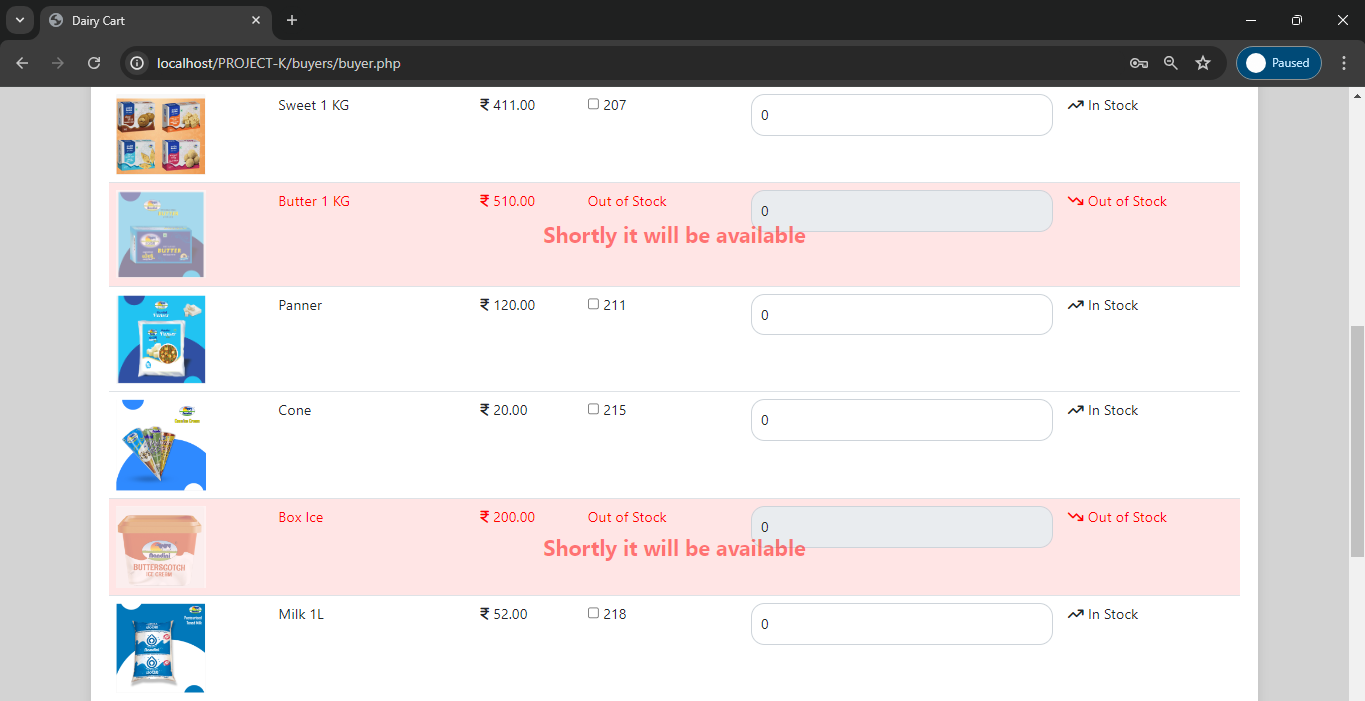 Dairy Cart
localhost/PROJECT-K/buyers/buyer.php
Paused
Sweet 1 KG ₹ 411.00 207 0 In Stock
Butter 1 KG ₹ 510.00 Out of Stock 0 Out of Stock
Shortly it will be available
BUTTER
Panner ₹ 120.00 211 0 In Stock
Cone ₹ 20.00 215 0 In Stock
Box Ice ₹ 200.00 Out of Stock 0 Out of Stock
Shortly it will be available
BUTTERSCOTCH
ICE CREAM
Milk 1L ₹ 52.00 218 0 In Stock